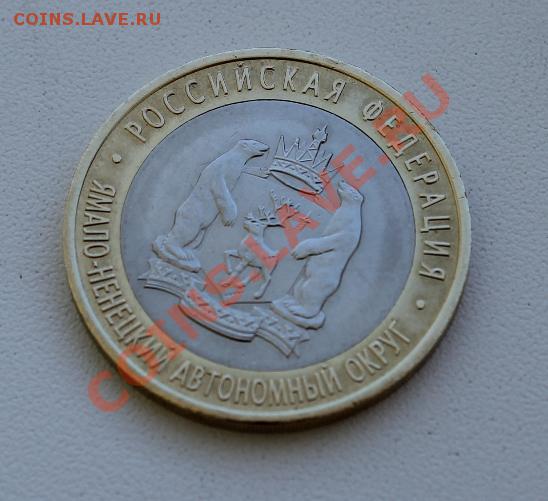 COINS.LAVE.RU
• РОССИЙСКАЯ ФЕДЕРАЦИЯ •
ЯМАЛО-НЕНЕЦКИЙ АВТОНОМНЫЙ ОКРУГ
COINS.LAVE.RU